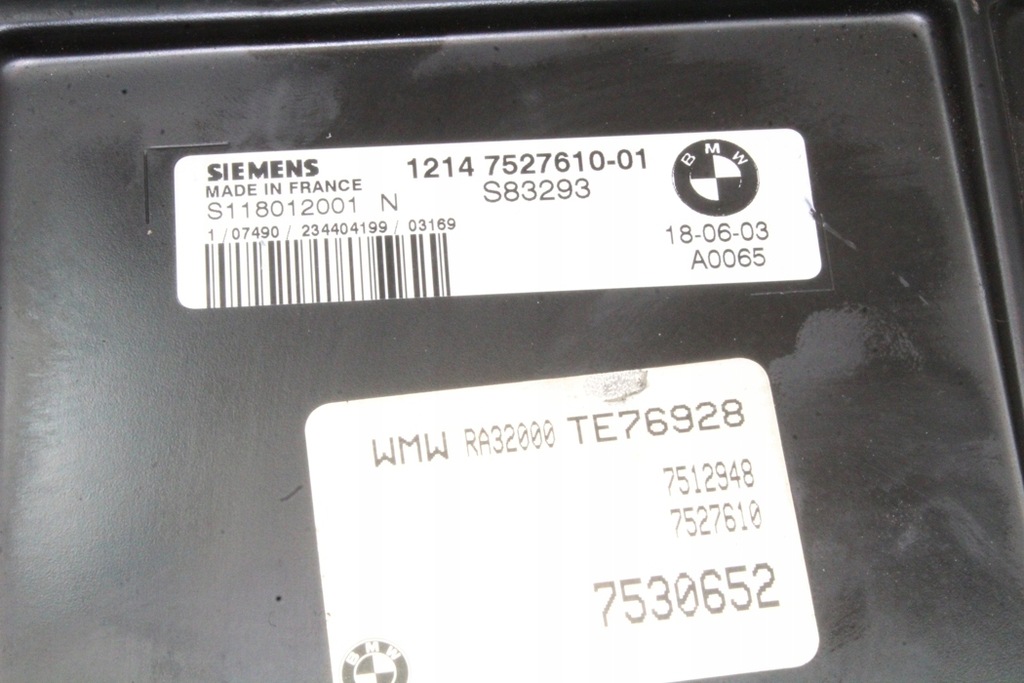 SIEMENS 1214 7527610-01 BMW
MADE IN FRANCE S83293
S118012001 N
1/07490/234404199/03169 18-06-03
A0065
WMW RA32000 TE76928
7512948
7527610
7530652
BMW